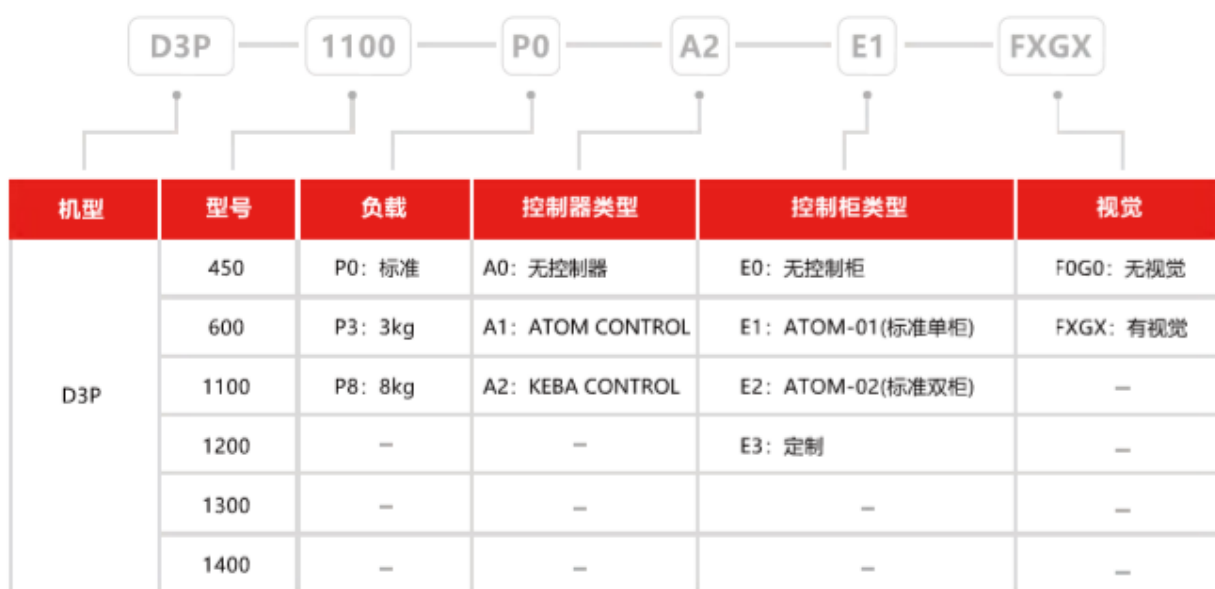 D3P 1100 P0 A2 E1 FXGX
机型 型号 负载 控制器类型 控制柜类型 视觉
450 P0：标准 A0：无控制器 E0：无控制柜 F0G0：无视觉
600 P3：3kg A1：ATOM CONTROL E1：ATOM-01(标准单柜) FXGX：有视觉
D3P 1100 P8：8kg A2：KEBA CONTROL E2：ATOM-02(标准双柜) –
1200 – – E3：定制 –
1300 – – – –
1400 – – – –